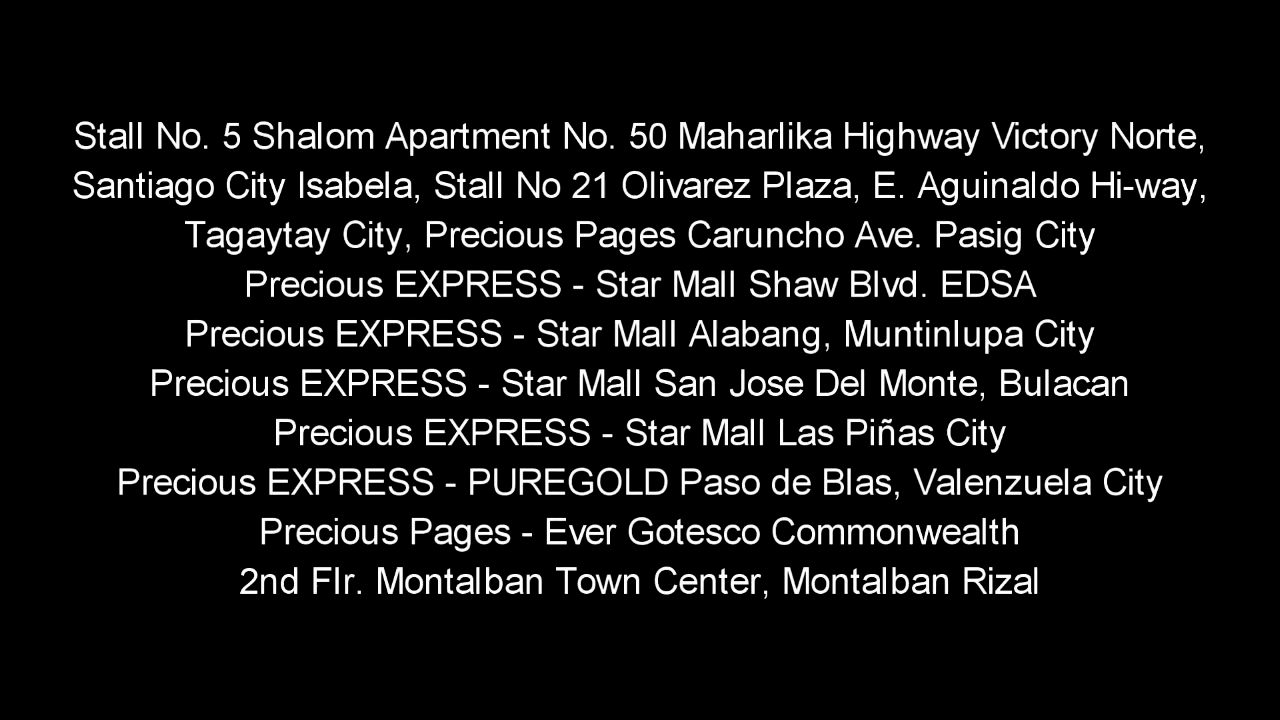 Stall No. 5 Shalom Apartment No. 50 Maharlika Highway Victory Norte,
Santiago City Isabela, Stall No 21 Olivarez Plaza, E. Aguinaldo Hi-way,
Tagaytay City, Precious Pages Caruncho Ave. Pasig City
Precious EXPRESS - Star Mall Shaw Blvd. EDSA
Precious EXPRESS - Star Mall Alabang, Muntinlupa City
Precious EXPRESS - Star Mall San Jose Del Monte, Bulacan
Precious EXPRESS - Star Mall Las Piñas City
Precious EXPRESS - PUREGOLD Paso de Blas, Valenzuela City
Precious Pages - Ever Gotesco Commonwealth
2nd Flr. Montalban Town Center, Montalban Rizal